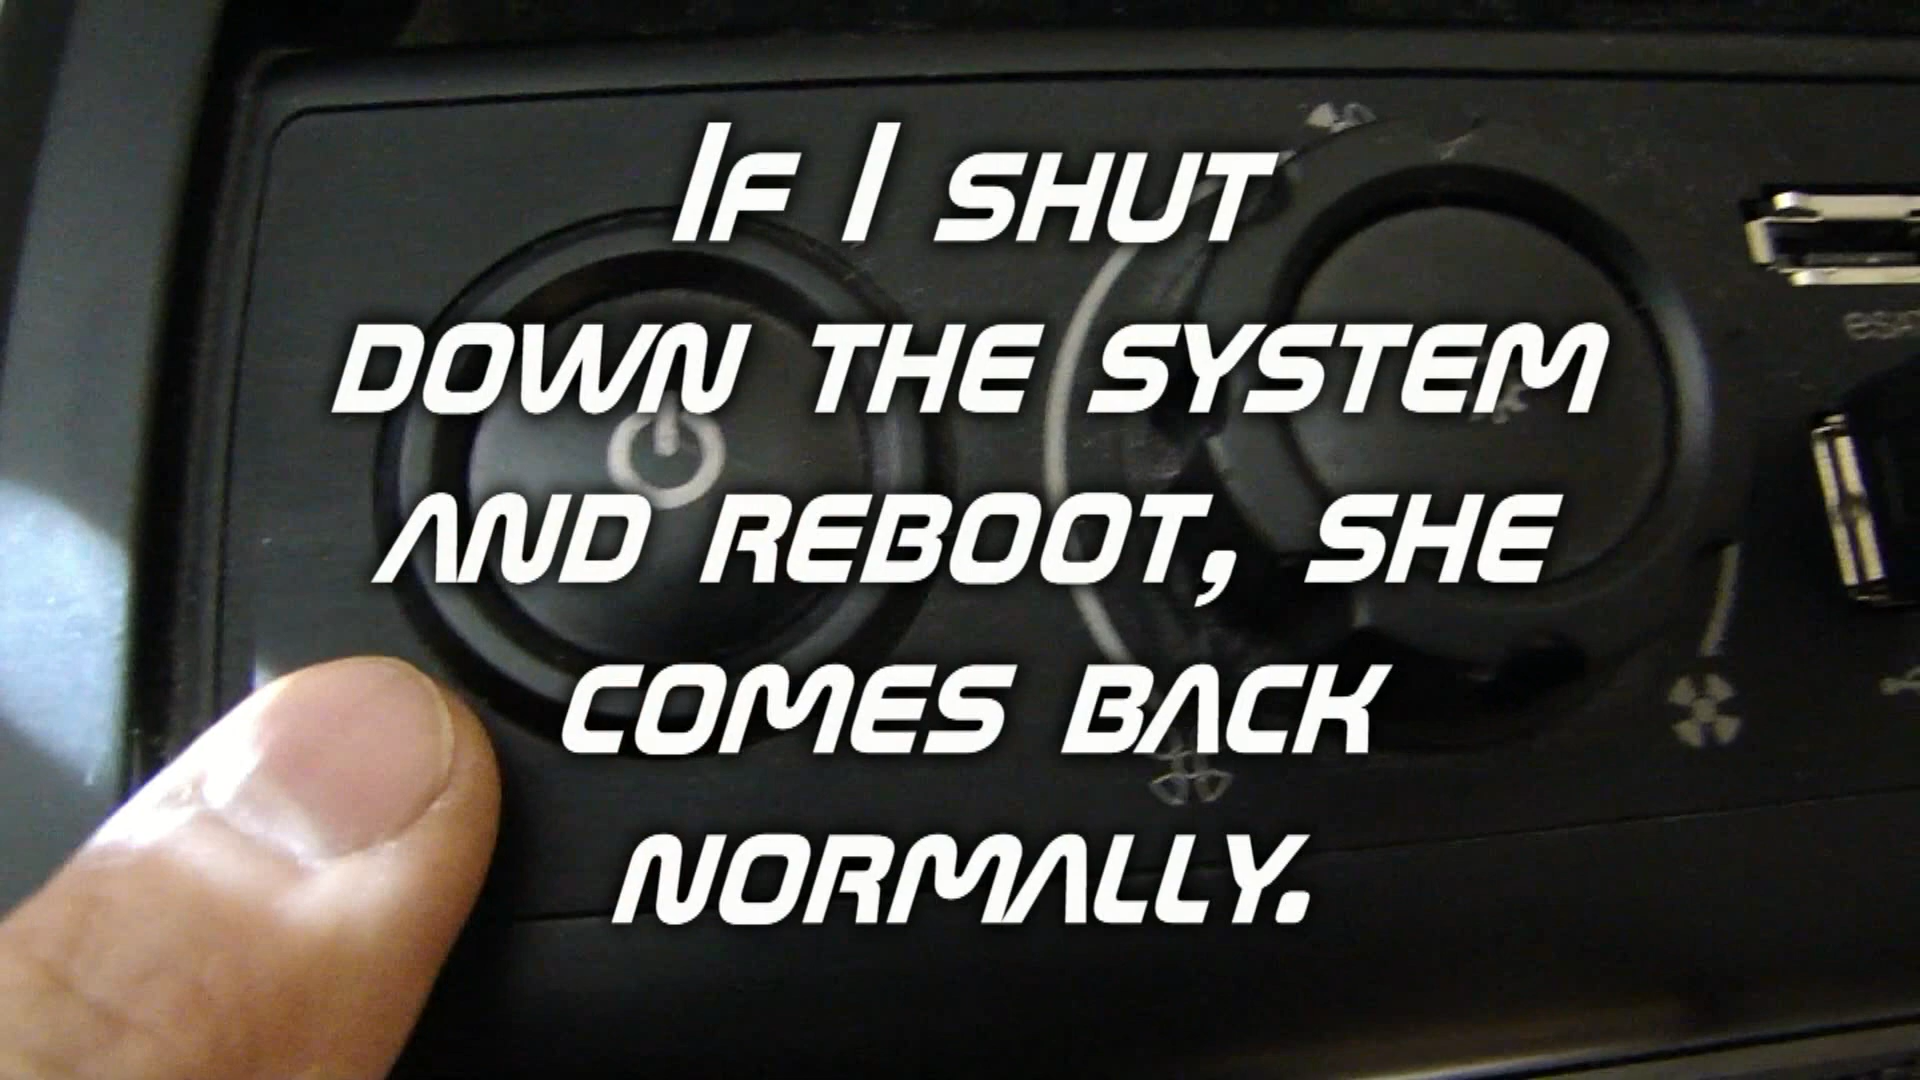 If I shut
down the system
and reboot, she
comes back
normally.